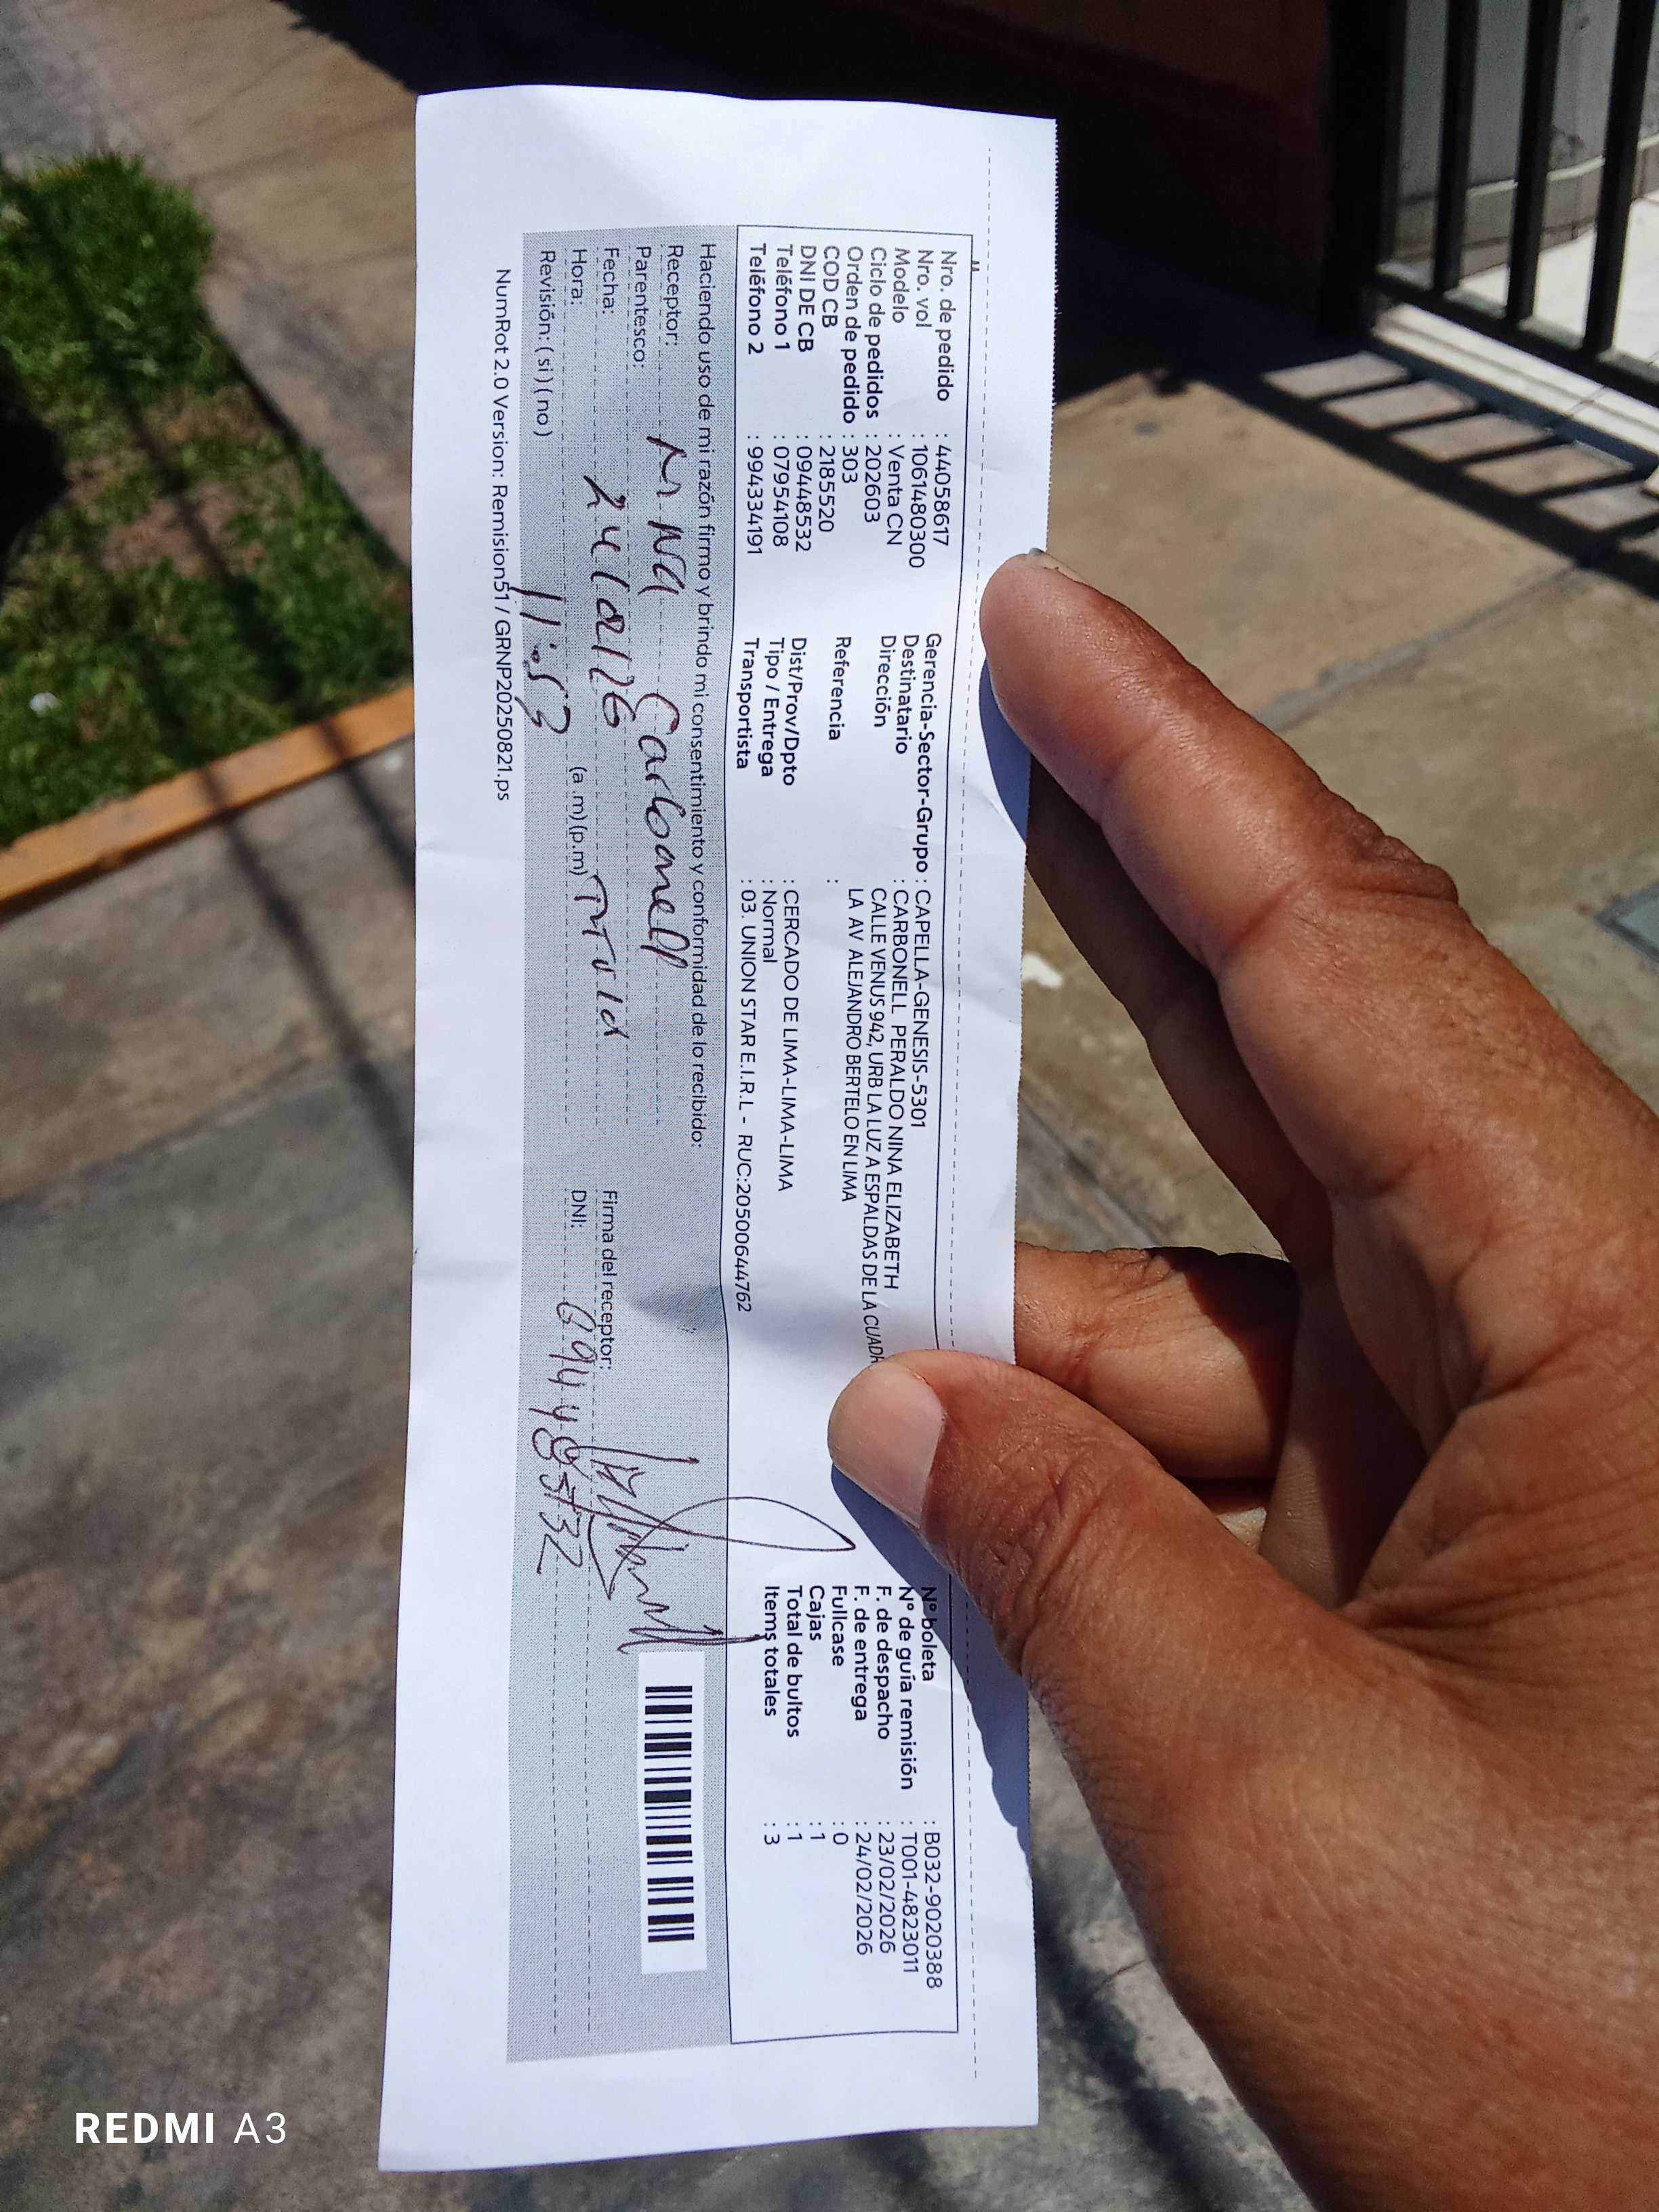 Nro. de pedido : 44058617
Nro. vol : 1061480300
Modelo : Venta CN
Ciclo de pedidos : 202603
Orden de pedido : 303
COD CB : 2185520
DNI DE CB : 09448532
Teléfono 1 : 07954108
Teléfono 2 : 994334191
Gerencia-Sector-Grupo : CAPELLA-GENESIS-5301
Destinatario : CARBONELL PERALDO NINA ELIZABETH
Dirección CALLE VENUS 942, URB LA LUZ A ESPALDAS DE LA
LA AV ALEJANDRO BERTELO EN LIMA
Referencia :
Dist/Prov/Dpto : CERCADO DE LIMA-LIMA-LIMA
Tipo / Entrega : Normal
Transportista : 03. UNION STAR E.I.R.L - RUC:20500644762
N° boleta : B032-9020388
N° de guía remisión : T001-4823011
F. de despacho : 23/02/2026
F. de entrega : 24/02/2026
Fullcase : 0
Cajas : 1
Total de bultos : 1
Items totales : 3
Haciendo uso de mi razón firmo y brindo mi consentimiento y conformidad de lo recibido:
Receptor: Nina Carbonell
Parentesco:
Fecha: 24/02/26 Titular
Hora: 11:53 (a .m) (p.m)
Revisión: ( si ) ( no )
Firma del receptor:
DNI: 09448532
NumRot 2.0 Version: Remision51 / GRNP20250821.ps
REDMI A3